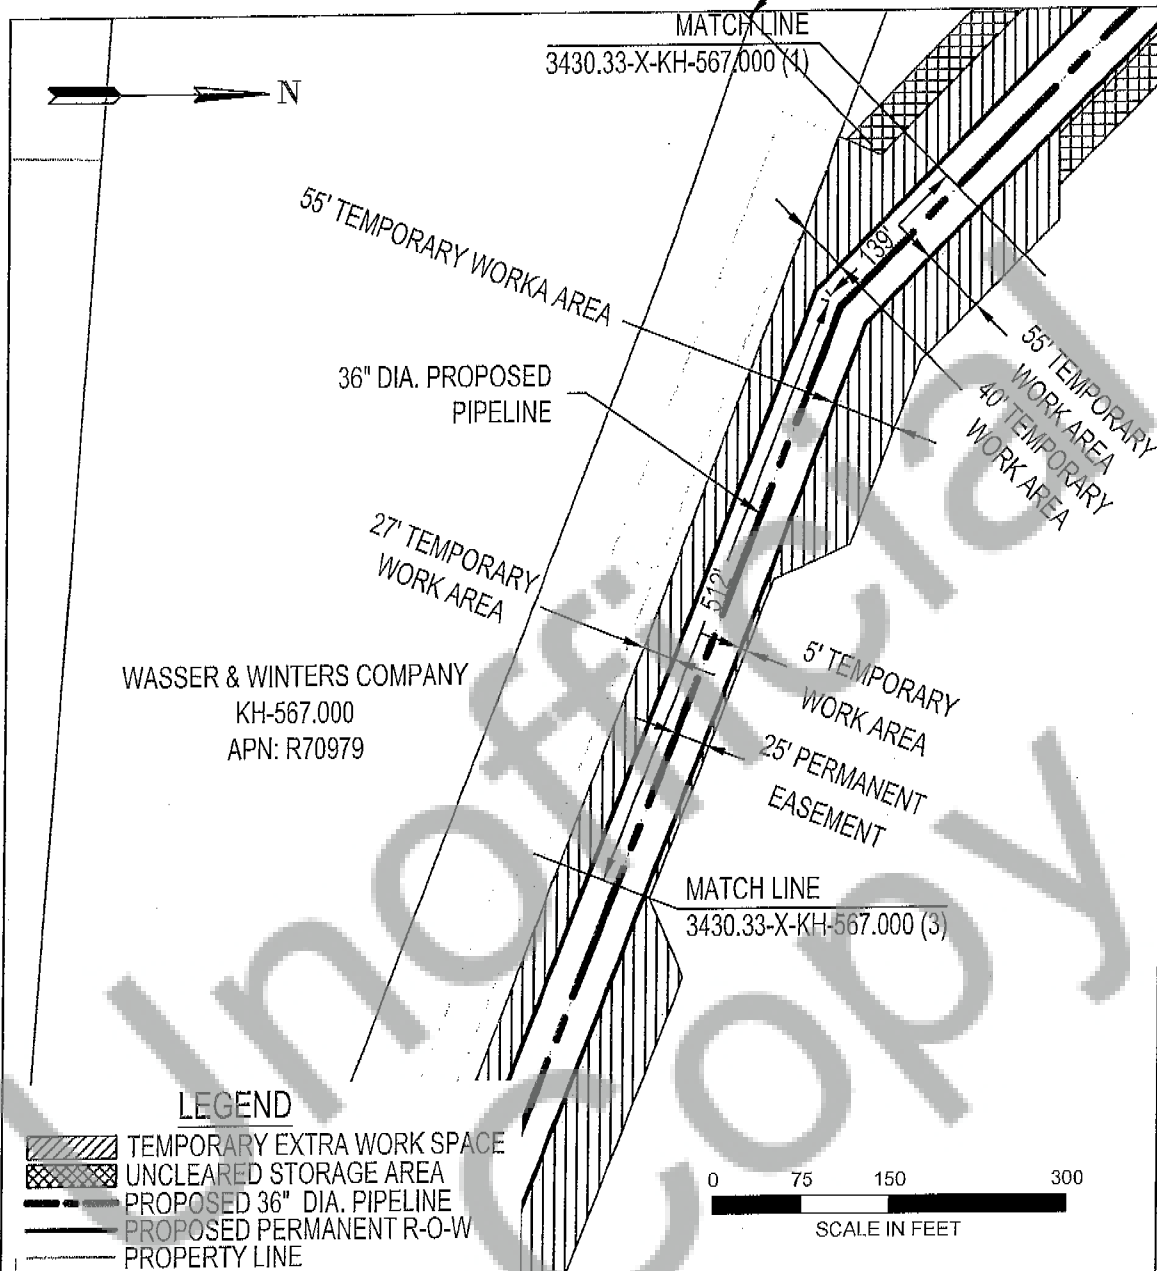 MATCH LINE
3430.33-X-KH-567.000 (1)
N
55' TEMPORARY WORKA AREA
139'
36" DIA. PROPOSED
PIPELINE
55' TEMPORARY
WORK AREA
40' TEMPORARY
WORK AREA
27' TEMPORARY
WORK AREA
512'
5' TEMPORARY
WORK AREA
WASSER & WINTERS COMPANY
KH-567.000
APN: R70979
25' PERMANENT
EASEMENT
MATCH LINE
3430.33-X-KH-567.000 (3)
LEGEND
TEMPORARY EXTRA WORK SPACE
UNCLEARED STORAGE AREA
PROPOSED 36" DIA. PIPELINE
PROPOSED PERMANENT R-O-W
PROPERTY LINE
0 75 150 300
SCALE IN FEET
Unofficial
Copy